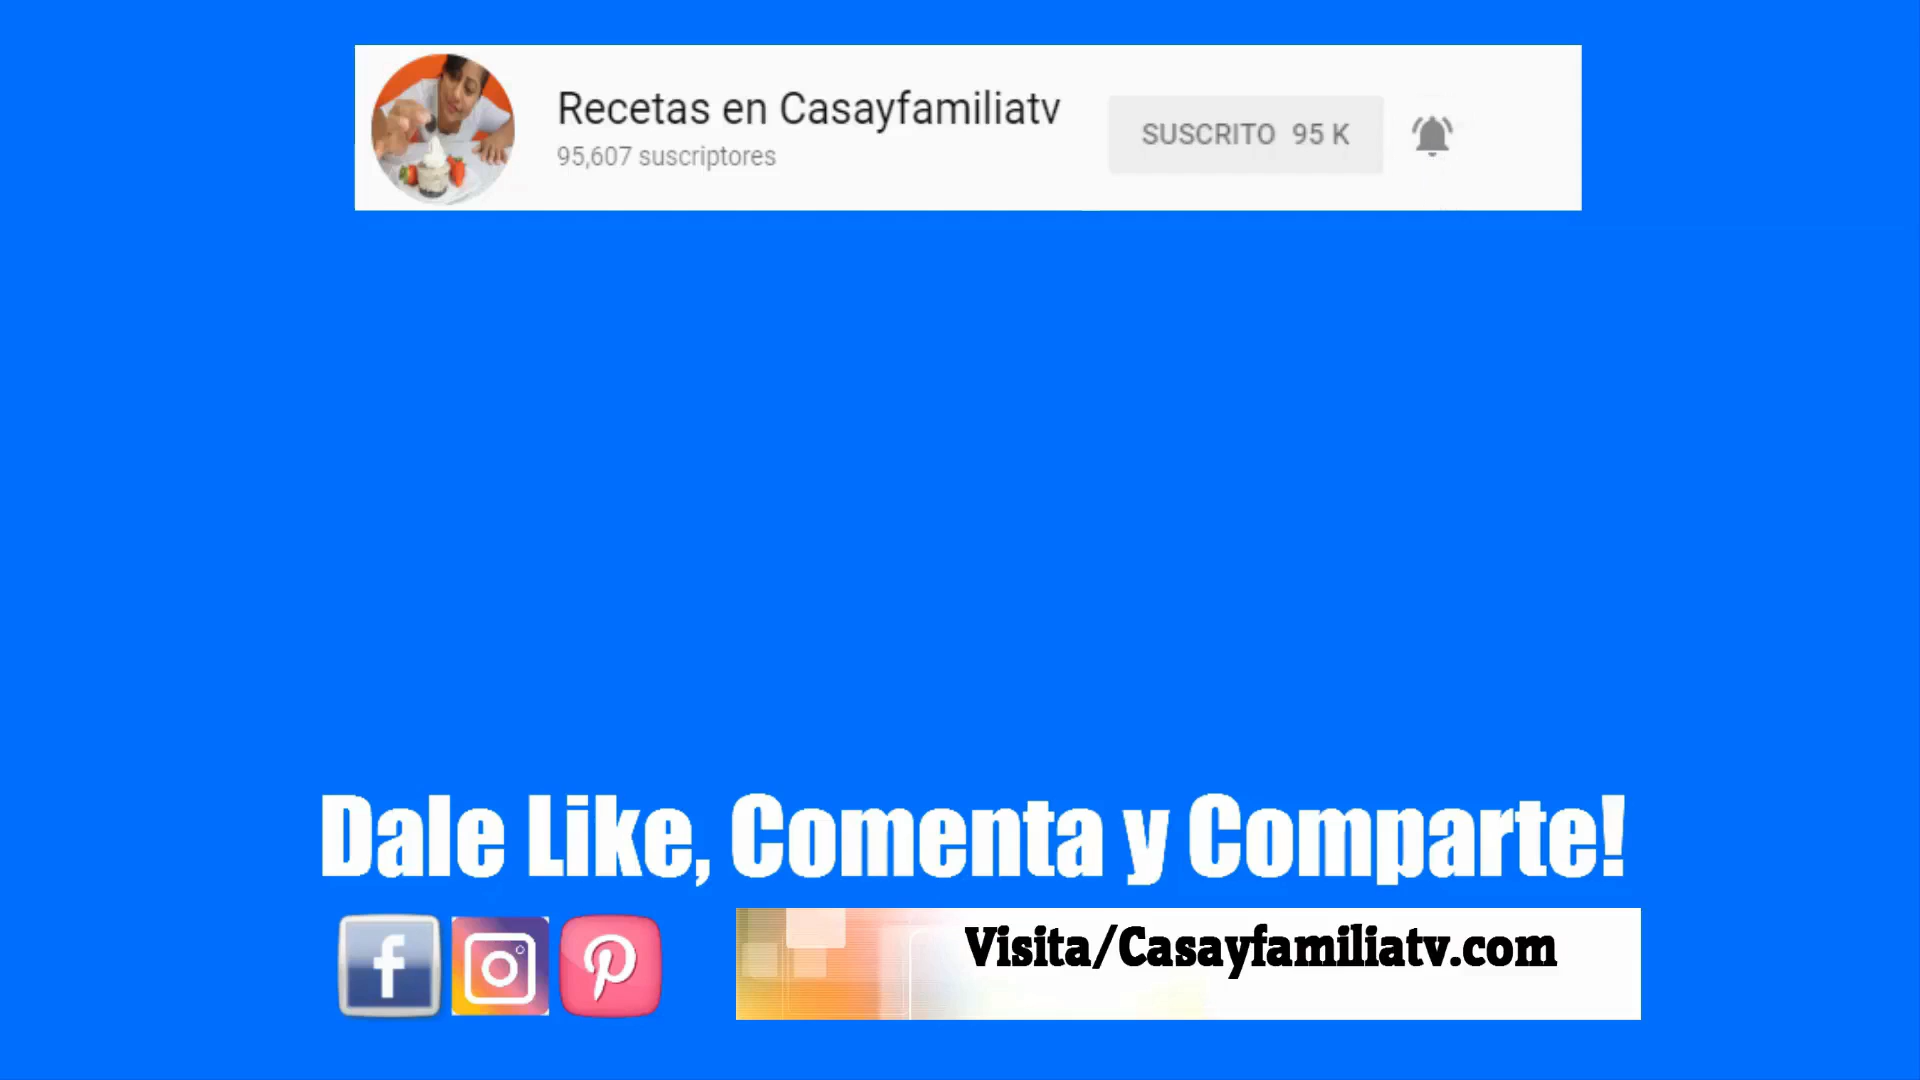 Recetas en Casayfamiliatv
95,607 suscriptores
SUSCRITO 95 K
Dale Like, Comenta y Comparte!
Visita/Casayfamiliatv.com